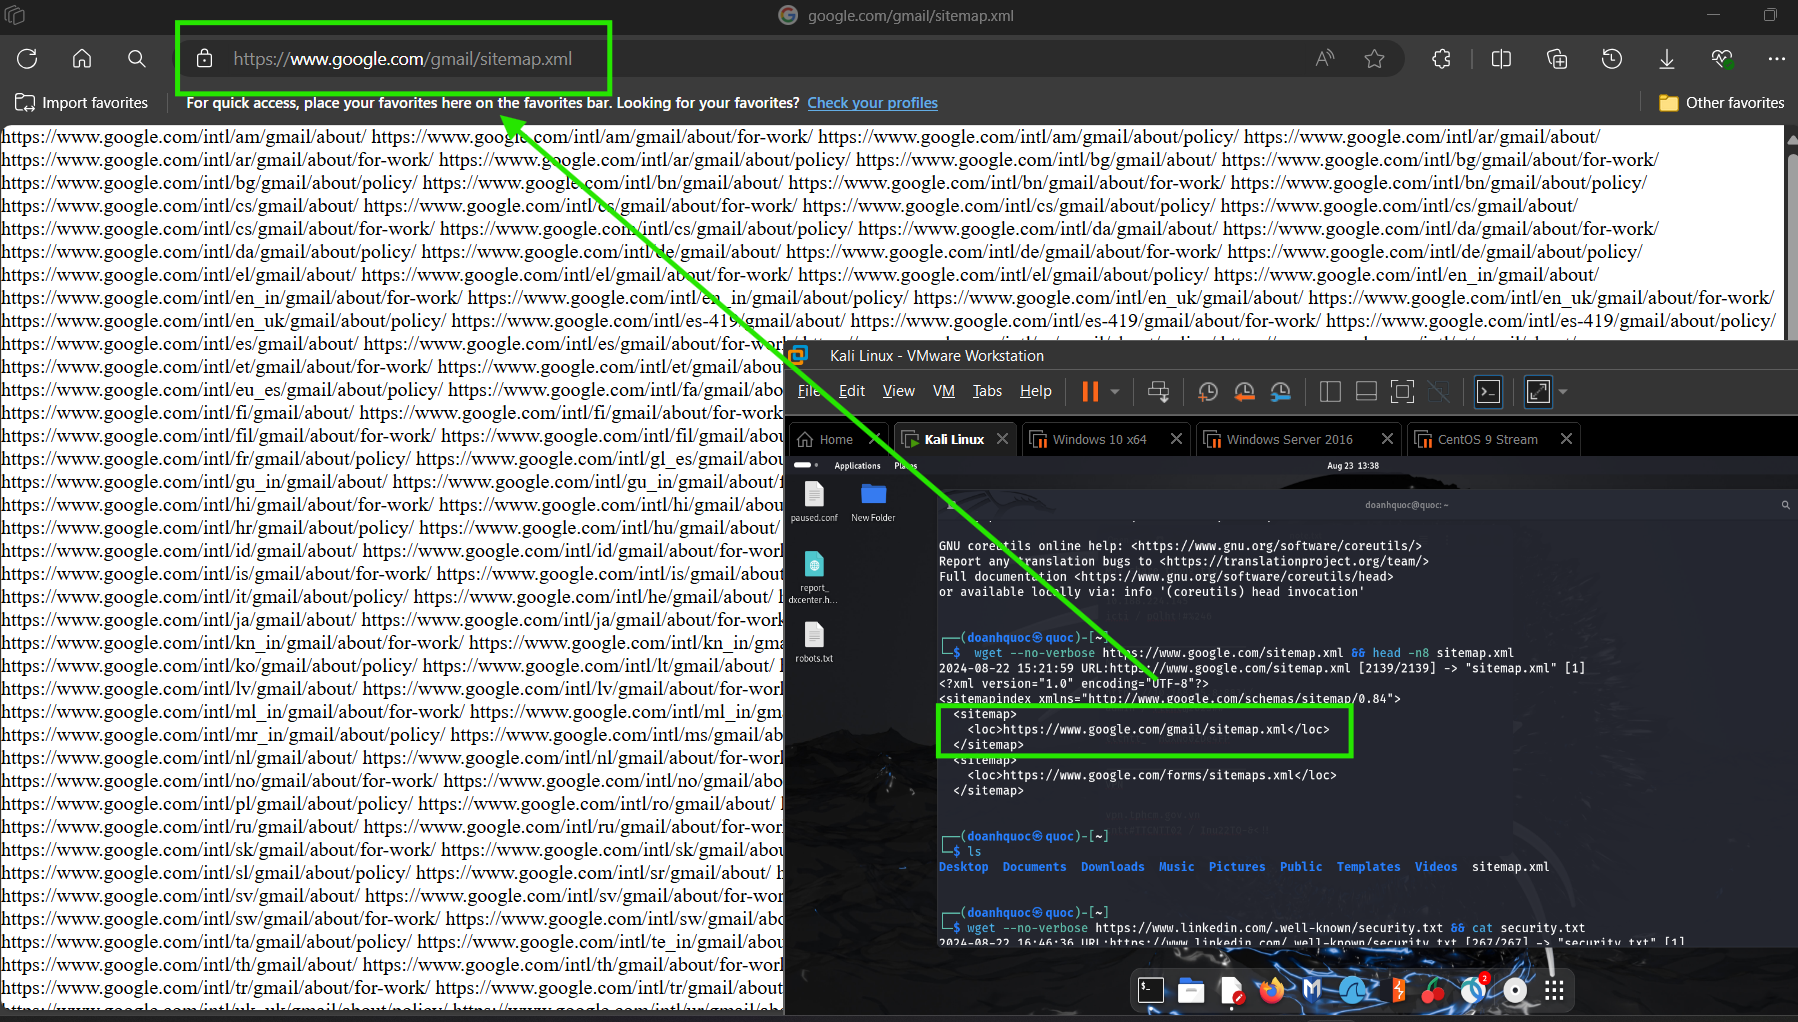 google.com/gmail/sitemap.xml
https://www.google.com/gmail/sitemap.xml
Import favorites
For quick access, place your favorites here on the favorites bar. Looking for your favorites? Check your profiles
Other favorites
https://www.google.com/intl/am/gmail/about/ https://www.google.com/intl/am/gmail/about/for-work/ https://www.google.com/intl/am/gmail/about/policy/ https://www.google.com/intl/ar/gmail/about/
https://www.google.com/intl/ar/gmail/about/for-work/ https://www.google.com/intl/ar/gmail/about/policy/ https://www.google.com/intl/bg/gmail/about/ https://www.google.com/intl/bg/gmail/about/for-work/
https://www.google.com/intl/bg/gmail/about/policy/ https://www.google.com/intl/bn/gmail/about/ https://www.google.com/intl/bn/gmail/about/for-work/ https://www.google.com/intl/bn/gmail/about/policy/
https://www.google.com/intl/cs/gmail/about/ https://www.google.com/intl/cs/gmail/about/for-work/ https://www.google.com/intl/cs/gmail/about/policy/ https://www.google.com/intl/cs/gmail/about/
https://www.google.com/intl/cs/gmail/about/for-work/ https://www.google.com/intl/cs/gmail/about/policy/ https://www.google.com/intl/da/gmail/about/ https://www.google.com/intl/da/gmail/about/for-work/
https://www.google.com/intl/da/gmail/about/policy/ https://www.google.com/intl/de/gmail/about/ https://www.google.com/intl/de/gmail/about/for-work/ https://www.google.com/intl/de/gmail/about/policy/
https://www.google.com/intl/el/gmail/about/ https://www.google.com/intl/el/gmail/about/for-work/ https://www.google.com/intl/el/gmail/about/policy/ https://www.google.com/intl/en_in/gmail/about/
https://www.google.com/intl/en_in/gmail/about/for-work/ https://www.google.com/intl/en_in/gmail/about/policy/ https://www.google.com/intl/en_uk/gmail/about/ https://www.google.com/intl/en_uk/gmail/about/for-work/
https://www.google.com/intl/en_uk/gmail/about/policy/ https://www.google.com/intl/es-419/gmail/about/ https://www.google.com/intl/es-419/gmail/about/for-work/ https://www.google.com/intl/es-419/gmail/about/policy/
https://www.google.com/intl/es/gmail/about/ https://www.google.com/intl/es/gmail/about/for-work/
https://www.google.com/intl/et/gmail/about/for-work/ https://www.google.com/intl/et/gmail/about
https://www.google.com/intl/eu_es/gmail/about/policy/ https://www.google.com/intl/fa/gmail/about/
https://www.google.com/intl/fi/gmail/about/ https://www.google.com/intl/fi/gmail/about/for-work
https://www.google.com/intl/fil/gmail/about/for-work/ https://www.google.com/intl/fil/gmail/abou
https://www.google.com/intl/fr/gmail/about/policy/ https://www.google.com/intl/gl_es/gmail/abou
https://www.google.com/intl/gu_in/gmail/about/ https://www.google.com/intl/gu_in/gmail/about/f
https://www.google.com/intl/hi/gmail/about/for-work/ https://www.google.com/intl/hi/gmail/about
https://www.google.com/intl/hr/gmail/about/policy/ https://www.google.com/intl/hu/gmail/about/
https://www.google.com/intl/id/gmail/about/ https://www.google.com/intl/id/gmail/about/for-worl
https://www.google.com/intl/is/gmail/about/for-work/ https://www.google.com/intl/is/gmail/about
https://www.google.com/intl/it/gmail/about/policy/ https://www.google.com/intl/he/gmail/about/
https://www.google.com/intl/ja/gmail/about/ https://www.google.com/intl/ja/gmail/about/for-work
https://www.google.com/intl/kn_in/gmail/about/for-work/ https://www.google.com/intl/kn_in/gma
https://www.google.com/intl/ko/gmail/about/policy/ https://www.google.com/intl/lt/gmail/about/
https://www.google.com/intl/lv/gmail/about/ https://www.google.com/intl/lv/gmail/about/for-work
https://www.google.com/intl/ml_in/gmail/about/for-work/ https://www.google.com/intl/ml_in/gm
https://www.google.com/intl/mr_in/gmail/about/policy/ https://www.google.com/intl/ms/gmail/ab
https://www.google.com/intl/nl/gmail/about/ https://www.google.com/intl/nl/gmail/about/for-work
https://www.google.com/intl/no/gmail/about/for-work/ https://www.google.com/intl/no/gmail/abo
https://www.google.com/intl/pl/gmail/about/policy/ https://www.google.com/intl/ro/gmail/about/
https://www.google.com/intl/ru/gmail/about/ https://www.google.com/intl/ru/gmail/about/for-wor
https://www.google.com/intl/sk/gmail/about/for-work/ https://www.google.com/intl/sk/gmail/abou
https://www.google.com/intl/sl/gmail/about/policy/ https://www.google.com/intl/sr/gmail/about/ h
https://www.google.com/intl/sv/gmail/about/ https://www.google.com/intl/sv/gmail/about/for-wor
https://www.google.com/intl/sw/gmail/about/for-work/ https://www.google.com/intl/sw/gmail/abo
https://www.google.com/intl/ta/gmail/about/policy/ https://www.google.com/intl/te_in/gmail/abou
https://www.google.com/intl/th/gmail/about/ https://www.google.com/intl/th/gmail/about/for-worl
https://www.google.com/intl/tr/gmail/about/for-work/ https://www.google.com/intl/tr/gmail/about
Kali Linux - VMware Workstation
File Edit View VM Tabs Help
Home Kali Linux Windows 10 x64 Windows Server 2016 CentOS 9 Stream
Applications Places Aug 23 13:38
paused.conf New Folder
report_
dxcenter.h...
robots.txt
doanhquoc@quoc: ~
GNU coreutils online help: <https://www.gnu.org/software/coreutils/>
Report any translation bugs to <https://translationproject.org/team/>
Full documentation <https://www.gnu.org/software/coreutils/head>
or available locally via: info '(coreutils) head invocation'
(doanhquoc㉿quoc)-[~]
$ wget --no-verbose https://www.google.com/sitemap.xml && head -n8 sitemap.xml
2024-08-22 15:21:59 URL:https://www.google.com/sitemap.xml [2139/2139] -> "sitemap.xml" [1]
<?xml version="1.0" encoding="UTF-8"?>
<sitemapindex xmlns="http://www.google.com/schemas/sitemap/0.84">
<sitemap>
<loc>https://www.google.com/gmail/sitemap.xml</loc>
</sitemap>
<sitemap>
<loc>https://www.google.com/forms/sitemaps.xml</loc>
</sitemap>
(doanhquoc㉿quoc)-[~]
$ ls
Desktop Documents Downloads Music Pictures Public Templates Videos sitemap.xml
(doanhquoc㉿quoc)-[~]
$ wget --no-verbose https://www.linkedin.com/.well-known/security.txt && cat security.txt
2024-08-22 16:46:36 URL:https://www.linkedin.com/.well-known/security.txt [267/267] -> "security.txt" [1]
2